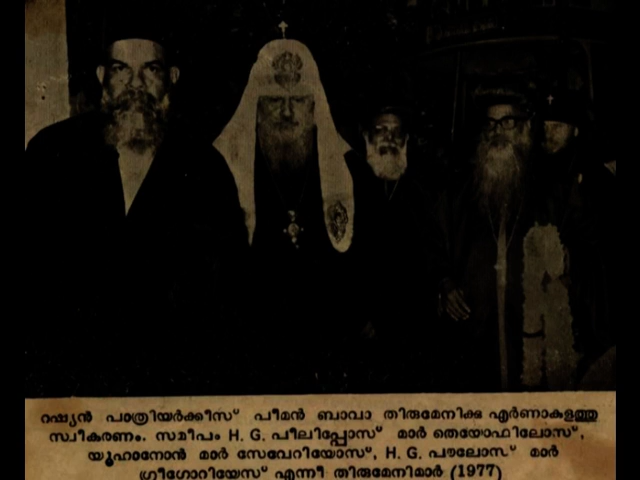 റഷ്യൻ പാത്രിയർക്കീസ് പീമൻ ബാവാ തിരുമേനിക്കു എർണാകുളത്തു
സ്വീകരണം. സമീപം H. G. പീലിപ്പോസ് മാർ തെയോഫിലോസ്,
യൂഹാനോൻ മാർ സേവേറിയോസ്, H. G. പൗലോസ് മാർ
ഗ്രീഗോറിയേസ് എന്നീ തിരുമേനിമാർ (1977)